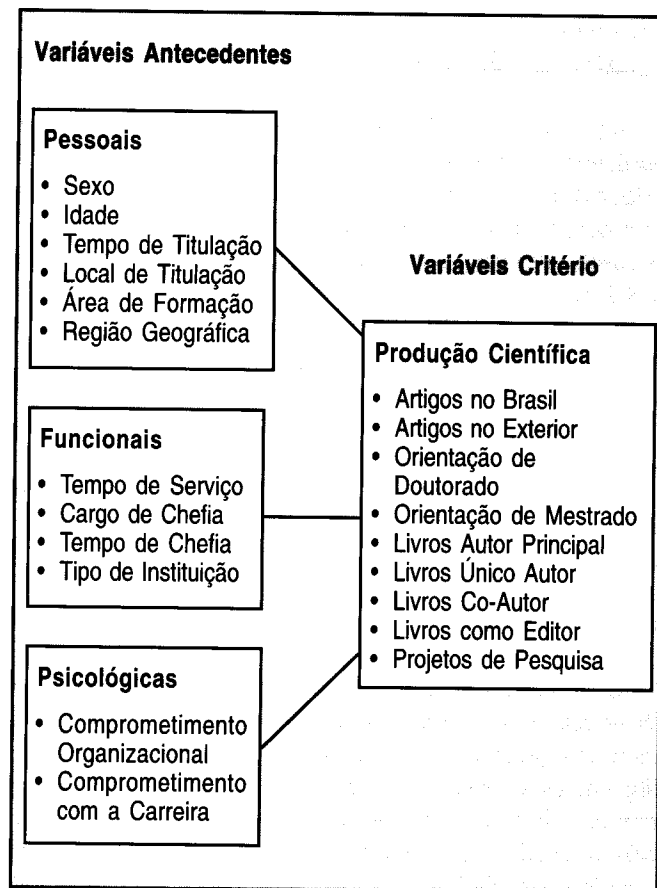 Variáveis Antecedentes
Pessoais
• Sexo
• Idade
• Tempo de Titulação
• Local de Titulação
• Área de Formação
• Região Geográfica
Funcionais
• Tempo de Serviço
• Cargo de Chefia
• Tempo de Chefia
• Tipo de Instituição
Psicológicas
• Comprometimento
Organizacional
• Comprometimento
com a Carreira
Variáveis Critério
Produção Científica
• Artigos no Brasil
• Artigos no Exterior
• Orientação de
Doutorado
• Orientação de Mestrado
• Livros Autor Principal
• Livros Único Autor
• Livros Co-Autor
• Livros como Editor
• Projetos de Pesquisa